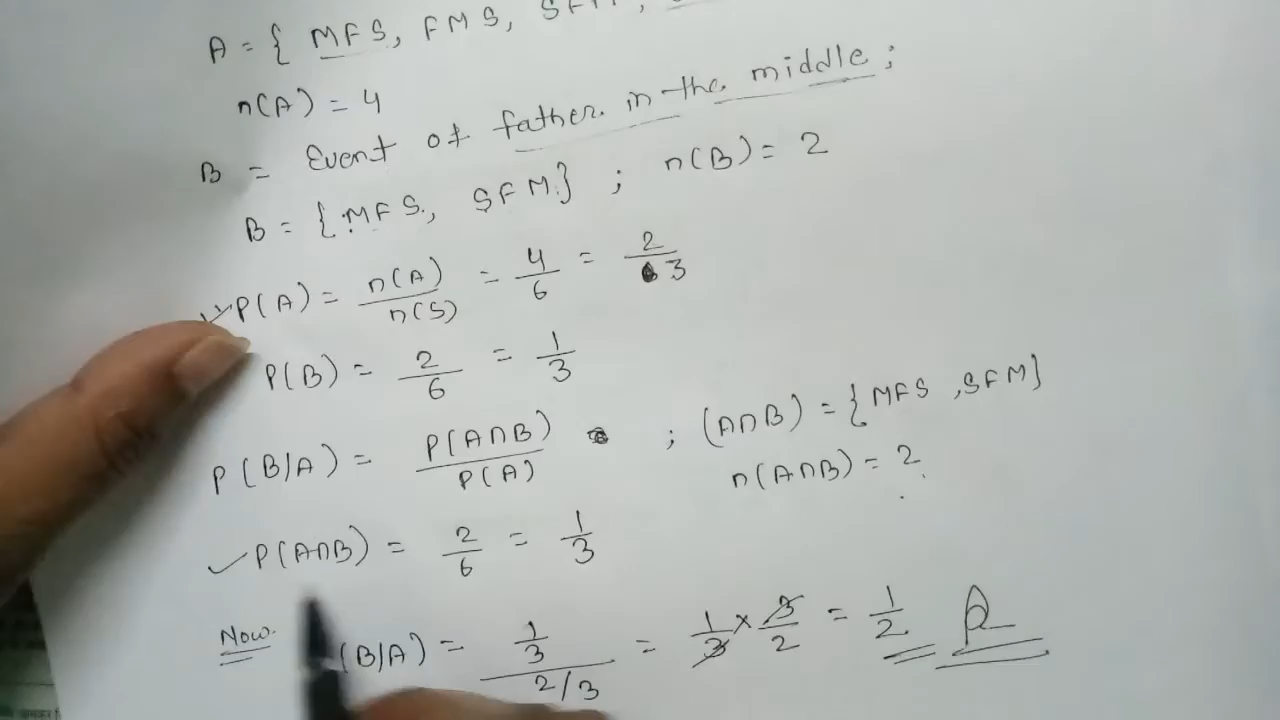 A = { MFS, FMS, SFM,
n(A) = 4
B = Event of father in the middle;
B = {MFS, SFM} ; n(B) = 2
P(A) = n(A)/n(S) = 4/6 = 2/3
P(B) = 2/6 = 1/3
P(B/A) = P(A∩B)/P(A) ; (A∩B) = {MFS, SFM}
n(A∩B) = 2
✓P(A∩B) = 2/6 = 1/3
Now. (B/A) = 1/3 / 2/3 = 1/3 × 3/2 = 1/2